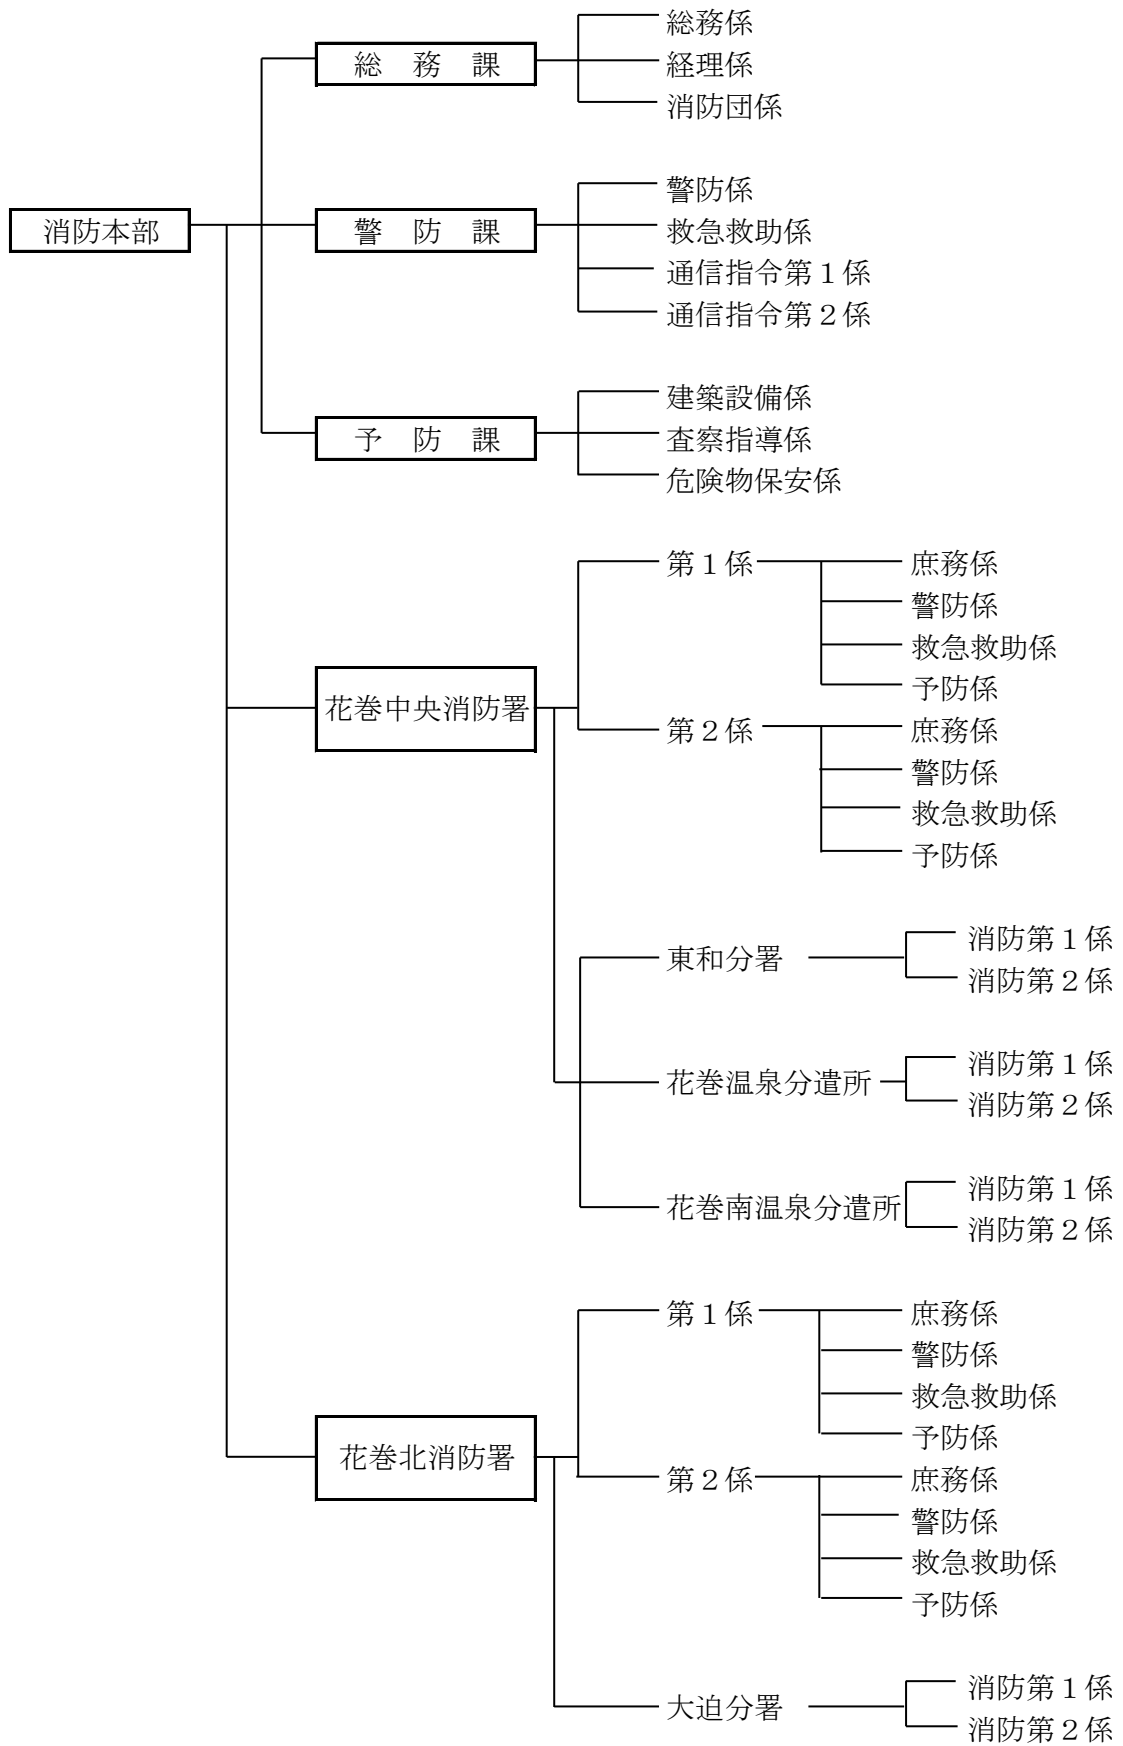 総務係
総　務　課
経理係
消防団係
警防係
消防本部
警　防　課
救急救助係
通信指令第１係
通信指令第２係
建築設備係
予　防　課
査察指導係
危険物保安係
第１係
庶務係
警防係
救急救助係
予防係
花巻中央消防署
第２係
庶務係
警防係
救急救助係
予防係
東和分署
消防第１係
消防第２係
花巻温泉分遣所
消防第１係
消防第２係
花巻南温泉分遣所
消防第１係
消防第２係
第１係
庶務係
警防係
救急救助係
予防係
花巻北消防署
第２係
庶務係
警防係
救急救助係
予防係
大迫分署
消防第１係
消防第２係